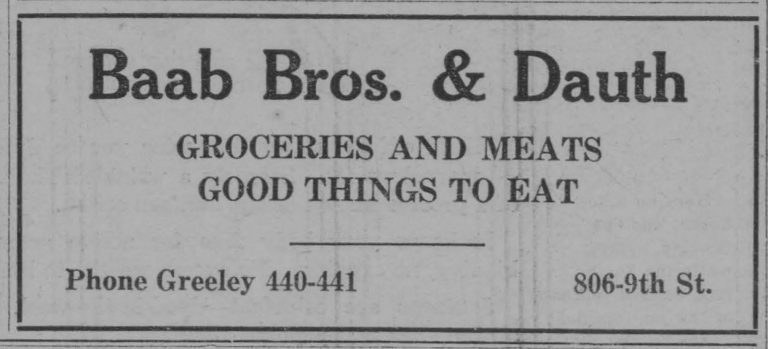 Baab Bros. & Dauth
GROCERIES AND MEATS
GOOD THINGS TO EAT
Phone Greeley 440-441
806-9th St.